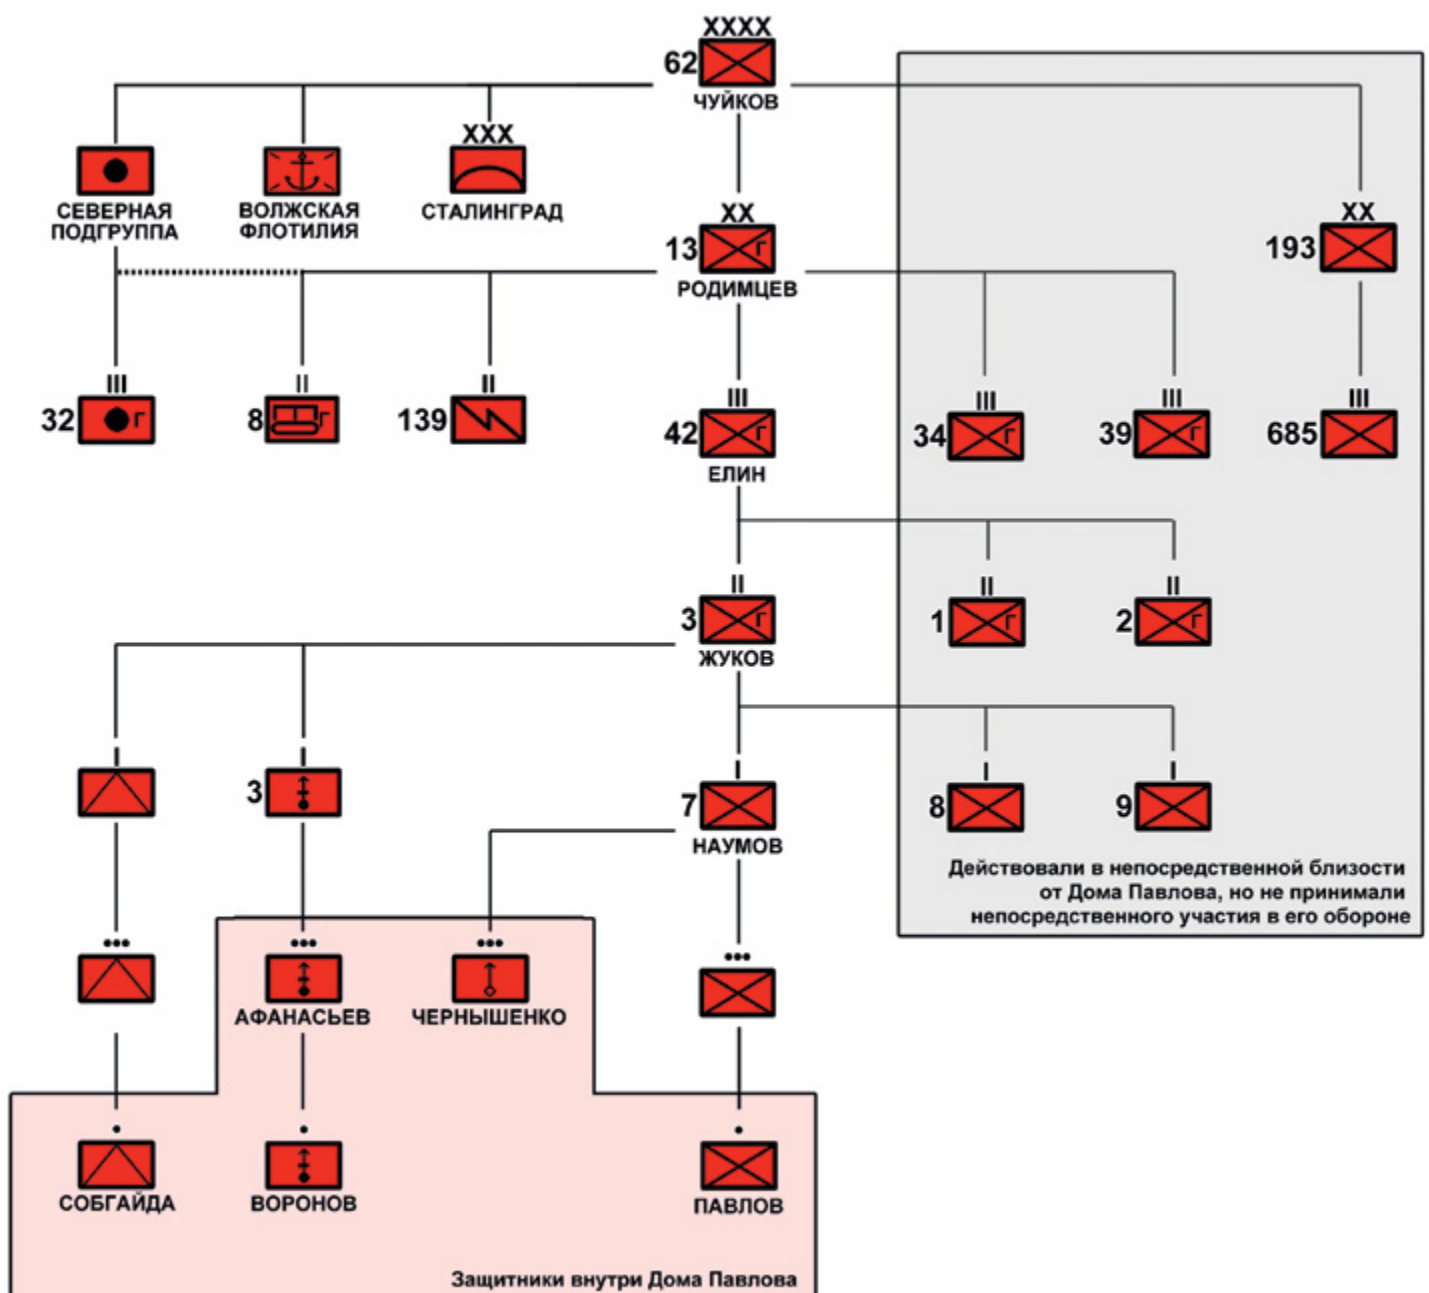 XXXX
62
ЧУЙКОВ
XXX
СЕВЕРНАЯ
ПОДГРУППА
ВОЛЖСКАЯ
ФЛОТИЛИЯ
СТАЛИНГРАД
XX
13
Г
РОДИМЦЕВ
XX
193
III
32
Г
II
8
Г
II
139
III
42
Г
ЕЛИН
III
34
Г
III
39
Г
III
685
II
3
Г
ЖУКОВ
II
1
Г
II
2
Г
I
I
3
I
7
НАУМОВ
I
8
I
9
Действовали в непосредственной близости
от Дома Павлова, но не принимали
непосредственного участия в его обороне
•••
•••
АФАНАСЬЕВ
•••
ЧЕРНЫШЕНКО
•••
•
СОБГАЙДА
•
ВОРОНОВ
•
ПАВЛОВ
Защитники внутри Дома Павлова